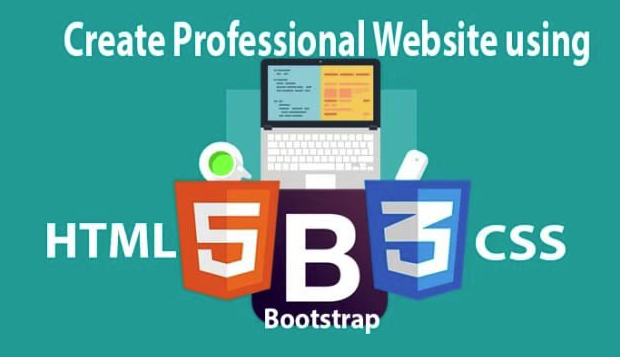 Create Professional Website using
HTML 5 B 3 CSS
Bootstrap